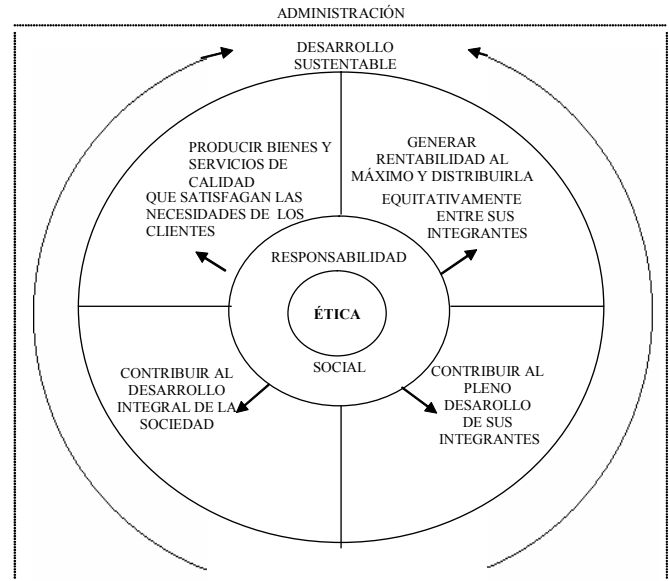 ADMINISTRACIÓN
DESARROLLO
SUSTENTABLE
PRODUCIR BIENES Y
SERVICIOS DE
CALIDAD
QUE SATISFAGAN LAS
NECESIDADES DE LOS
CLIENTES
GENERAR
RENTABILIDAD AL
MÁXIMO Y DISTRIBUIRLA
EQUITATIVAMENTE
ENTRE SUS
INTEGRANTES
RESPONSABILIDAD
ÉTICA
SOCIAL
CONTRIBUIR AL
DESARROLLO
INTEGRAL DE LA
SOCIEDAD
CONTRIBUIR AL
PLENO
DESAROLLO
DE SUS
INTEGRANTES